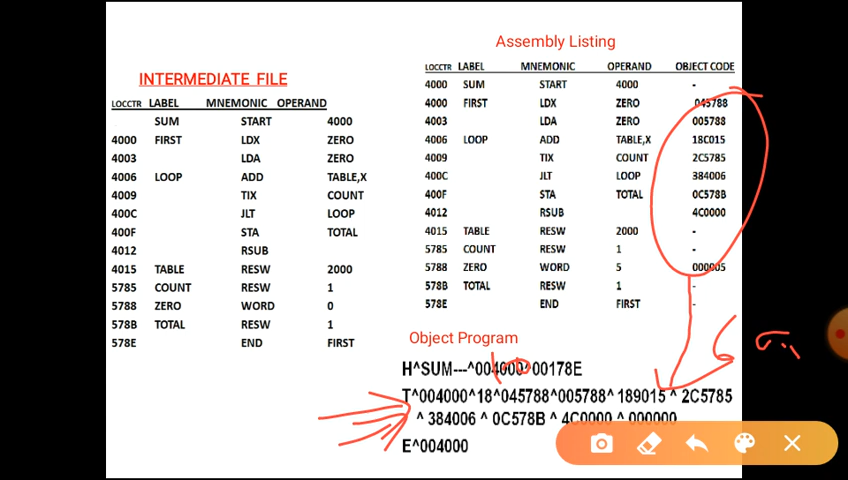 INTERMEDIATE FILE
LOCCTR LABEL MNEMONIC OPERAND
SUM START 4000
4000 FIRST LDX ZERO
4003 LDA ZERO
4006 LOOP ADD TABLE,X
4009 TIX COUNT
400C JLT LOOP
400F STA TOTAL
4012 RSUB
4015 TABLE RESW 2000
5785 COUNT RESW 1
5788 ZERO WORD 0
578B TOTAL RESW 1
578E END FIRST
Assembly Listing
LOCCTR LABEL MNEMONIC OPERAND OBJECT CODE
4000 SUM START 4000 -
4000 FIRST LDX ZERO 045788
4003 LDA ZERO 005788
4006 LOOP ADD TABLE,X 18C015
4009 TIX COUNT 2C5785
400C JLT LOOP 384006
400F STA TOTAL 0C578B
4012 RSUB 4C0000
4015 TABLE RESW 2000 -
5785 COUNT RESW 1 -
5788 ZERO WORD 5 000005
578B TOTAL RESW 1 -
578E END FIRST -
Object Program
H^SUM---^004000^00178E
T^004000^18^045788^005788^ 189015 ^ 2C5785
^ 384006 ^ 0C578B ^ 4C0000 ^ 000000
E^004000